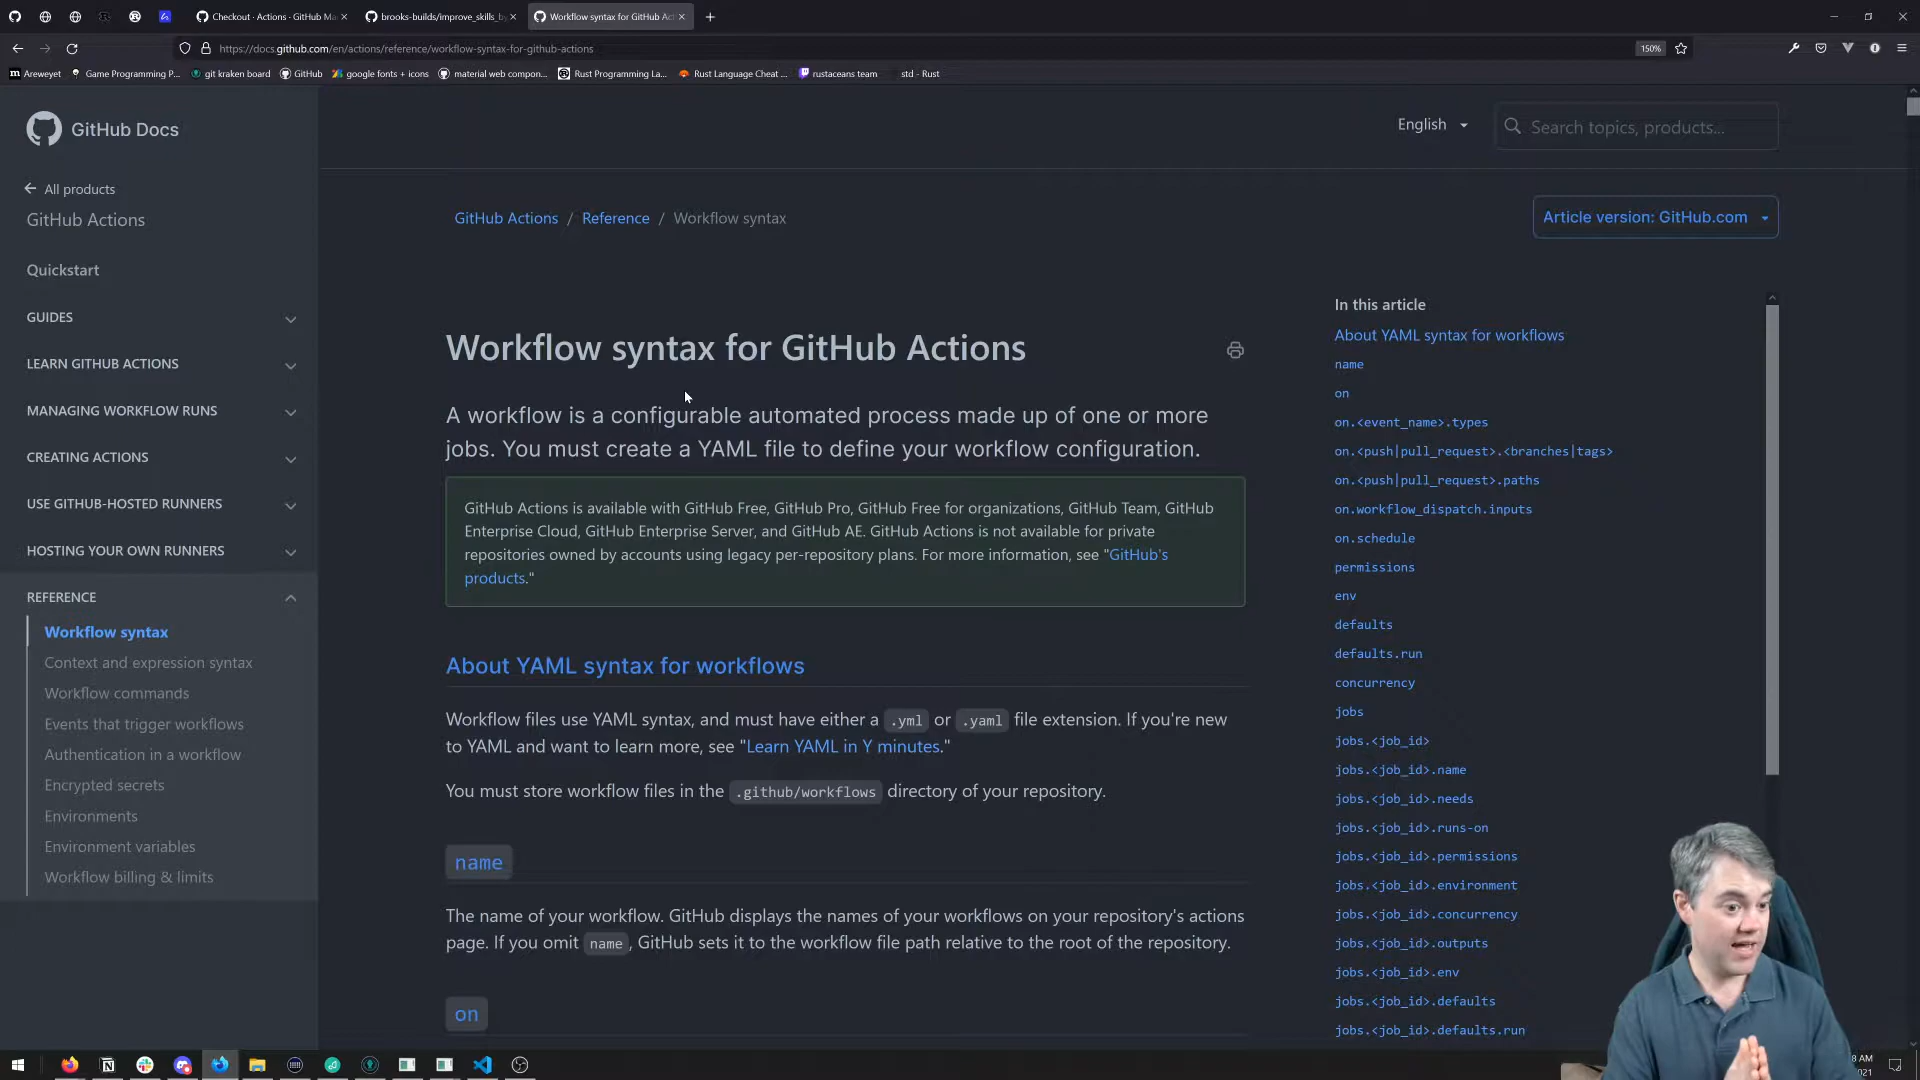 Checkout · Actions · GitHub Ma
brooks-builds/improve_skills_by
Workflow syntax for GitHub Ac
https://docs.github.com/en/actions/reference/workflow-syntax-for-github-actions
150%
Areweyet
Game Programming P...
git kraken board
GitHub
google fonts + icons
material web compon...
Rust Programming La...
Rust Language Cheat ...
rustaceans team
std - Rust
GitHub Docs
English
Search topics, products...
All products
GitHub Actions
Quickstart
GUIDES
LEARN GITHUB ACTIONS
MANAGING WORKFLOW RUNS
CREATING ACTIONS
USE GITHUB-HOSTED RUNNERS
HOSTING YOUR OWN RUNNERS
REFERENCE
Workflow syntax
Context and expression syntax
Workflow commands
Events that trigger workflows
Authentication in a workflow
Encrypted secrets
Environments
Environment variables
Workflow billing & limits
GitHub Actions / Reference / Workflow syntax
Article version: GitHub.com
Workflow syntax for GitHub Actions
A workflow is a configurable automated process made up of one or more
jobs. You must create a YAML file to define your workflow configuration.
GitHub Actions is available with GitHub Free, GitHub Pro, GitHub Free for organizations, GitHub Team, GitHub
Enterprise Cloud, GitHub Enterprise Server, and GitHub AE. GitHub Actions is not available for private
repositories owned by accounts using legacy per-repository plans. For more information, see "GitHub's
products."
About YAML syntax for workflows
Workflow files use YAML syntax, and must have either a .yml or .yaml file extension. If you're new
to YAML and want to learn more, see "Learn YAML in Y minutes."
You must store workflow files in the .github/workflows directory of your repository.
name
The name of your workflow. GitHub displays the names of your workflows on your repository's actions
page. If you omit name, GitHub sets it to the workflow file path relative to the root of the repository.
on
In this article
About YAML syntax for workflows
name
on
on.<event_name>.types
on.<push|pull_request>.<branches|tags>
on.<push|pull_request>.paths
on.workflow_dispatch.inputs
on.schedule
permissions
env
defaults
defaults.run
concurrency
jobs
jobs.<job_id>
jobs.<job_id>.name
jobs.<job_id>.needs
jobs.<job_id>.runs-on
jobs.<job_id>.permissions
jobs.<job_id>.environment
jobs.<job_id>.concurrency
jobs.<job_id>.outputs
jobs.<job_id>.env
jobs.<job_id>.defaults
jobs.<job_id>.defaults.run
8 AM
021